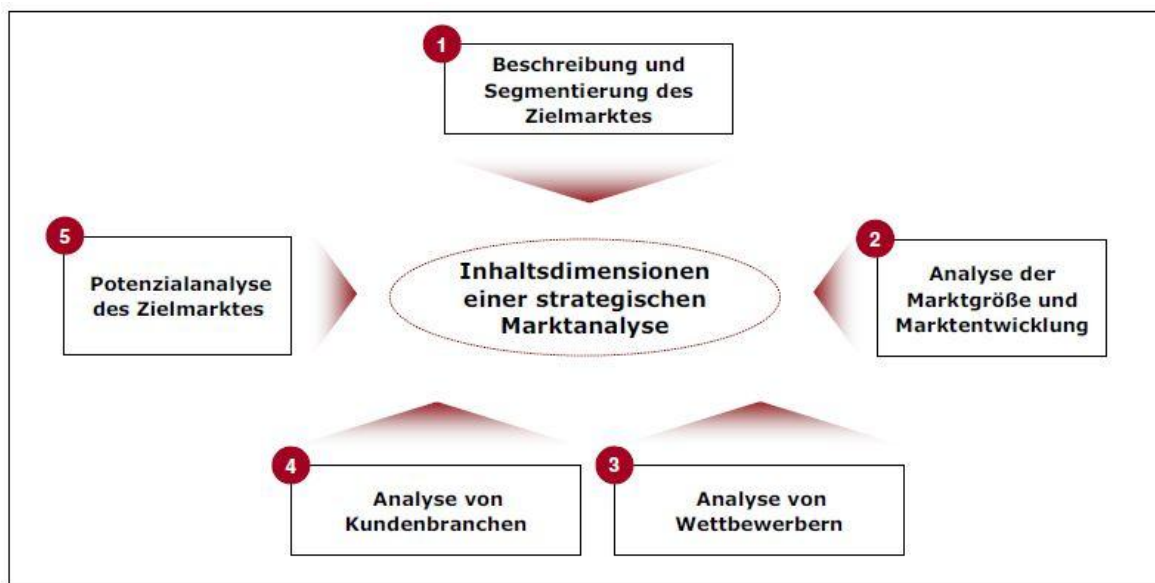 1
Beschreibung und
Segmentierung des
Zielmarktes
2
Analyse der
Marktgröße und
Marktentwicklung
3
Analyse von
Wettbewerbern
4
Analyse von
Kundenbranchen
5
Potenzialanalyse
des Zielmarktes
Inhaltsdimensionen
einer strategischen
Marktanalyse